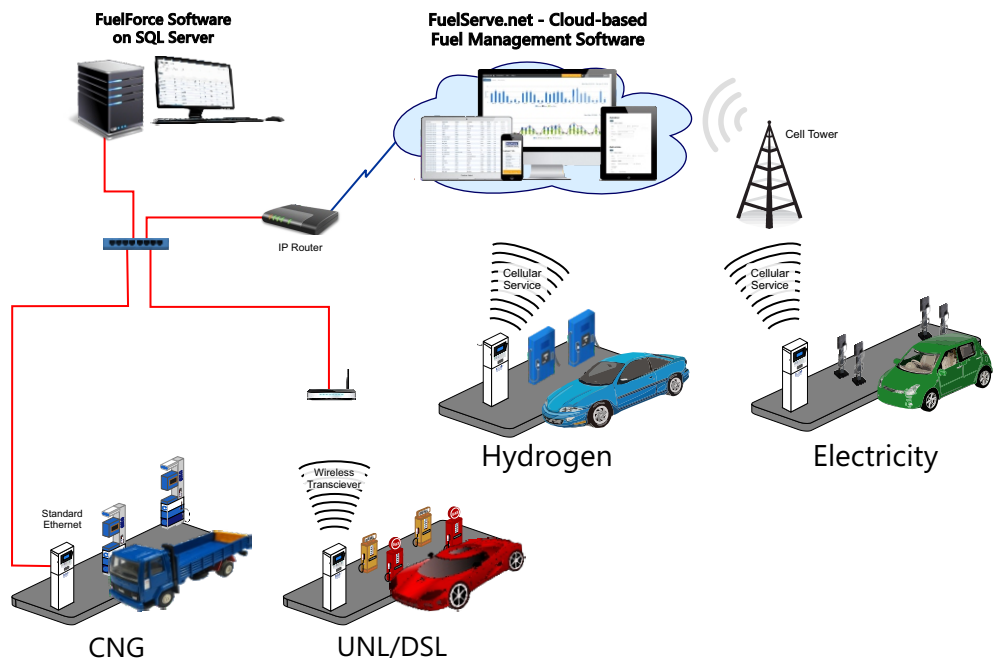 FuelForce Software
on SQL Server
FuelServe.net - Cloud-based
Fuel Management Software
Cell Tower
IP Router
Cellular
Service
Cellular
Service
Hydrogen
Electricity
Wireless
Transciever
Standard
Ethernet
CNG
UNL/DSL